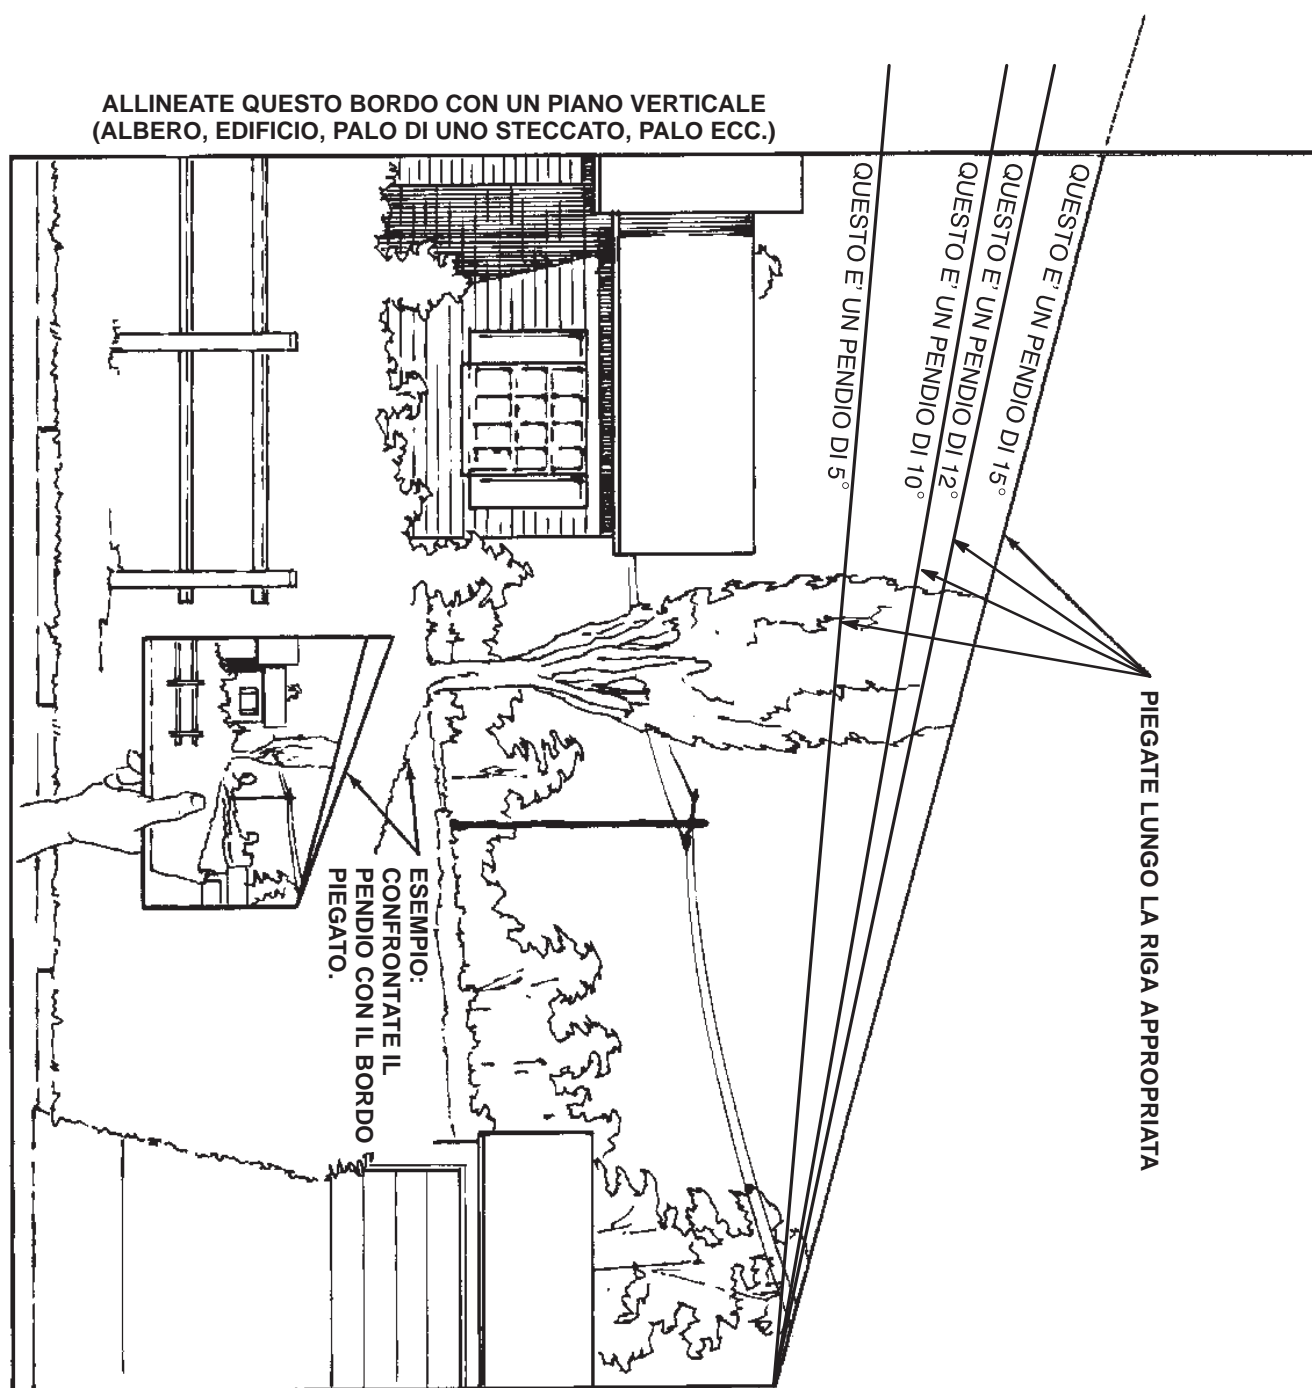 ALLINEATE QUESTO BORDO CON UN PIANO VERTICALE
(ALBERO, EDIFICIO, PALO DI UNO STECCATO, PALO ECC.)
QUESTO E' UN PENDIO DI 5°
QUESTO E' UN PENDIO DI 10°
QUESTO E' UN PENDIO DI 12°
QUESTO E' UN PENDIO DI 15°
PIEGATE LUNGO LA RIGA APPROPRIATA
ESEMPIO:
CONFRONTATE IL
PENDIO CON IL BORDO
PIEGATO.